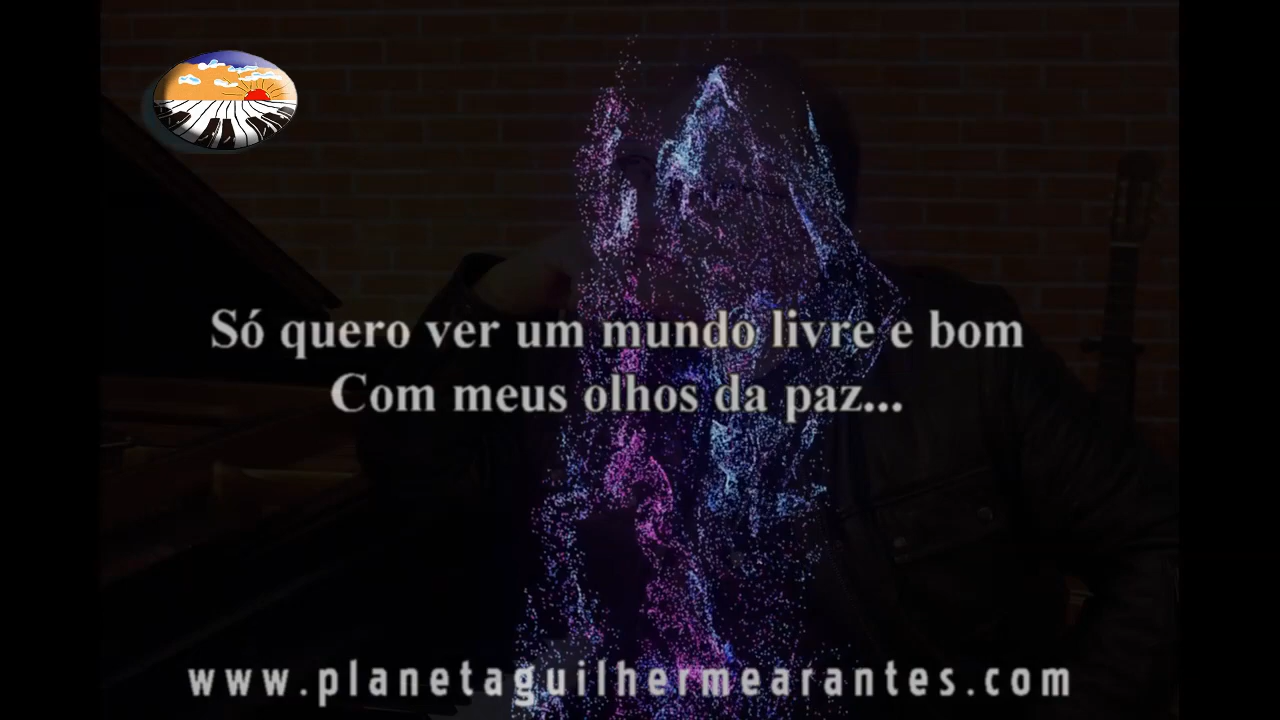 Só quero ver um mundo livre e bom
Com meus olhos da paz...
www.planetaguilhermearantes.com